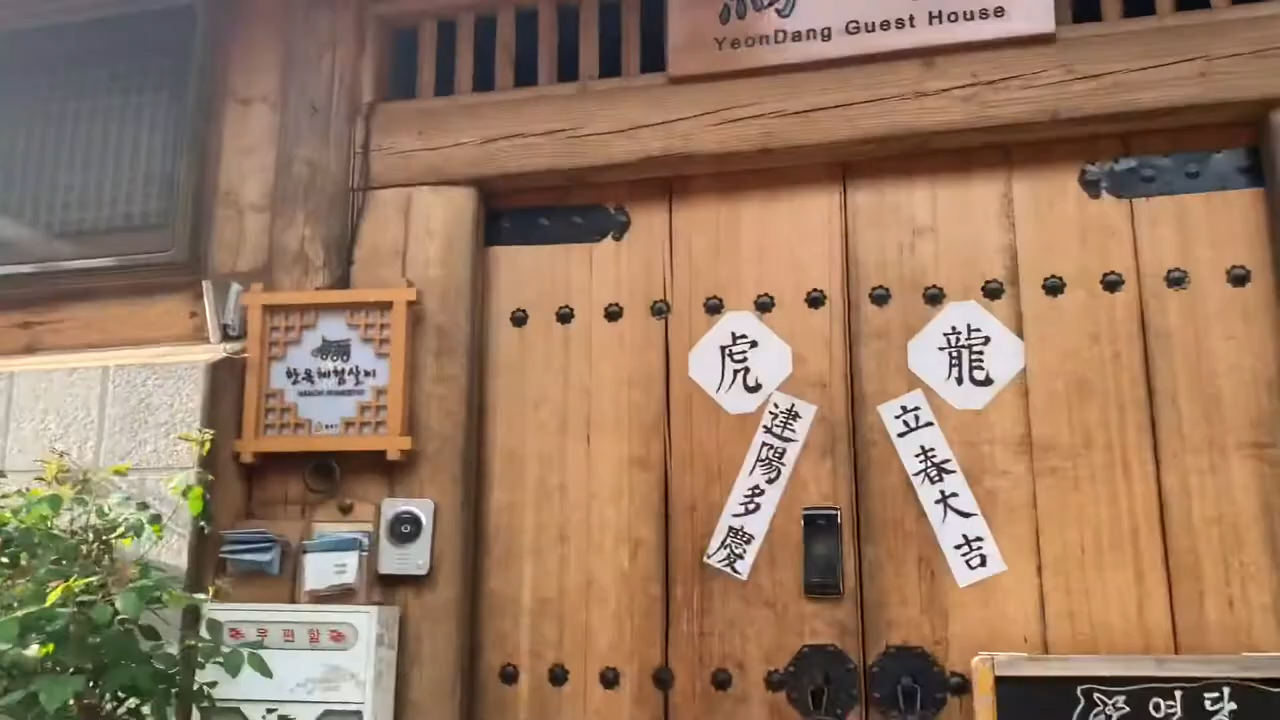 YeonDang Guest House
한옥체험살이
虎
龍
建陽多慶
立春大吉
우편함
여당